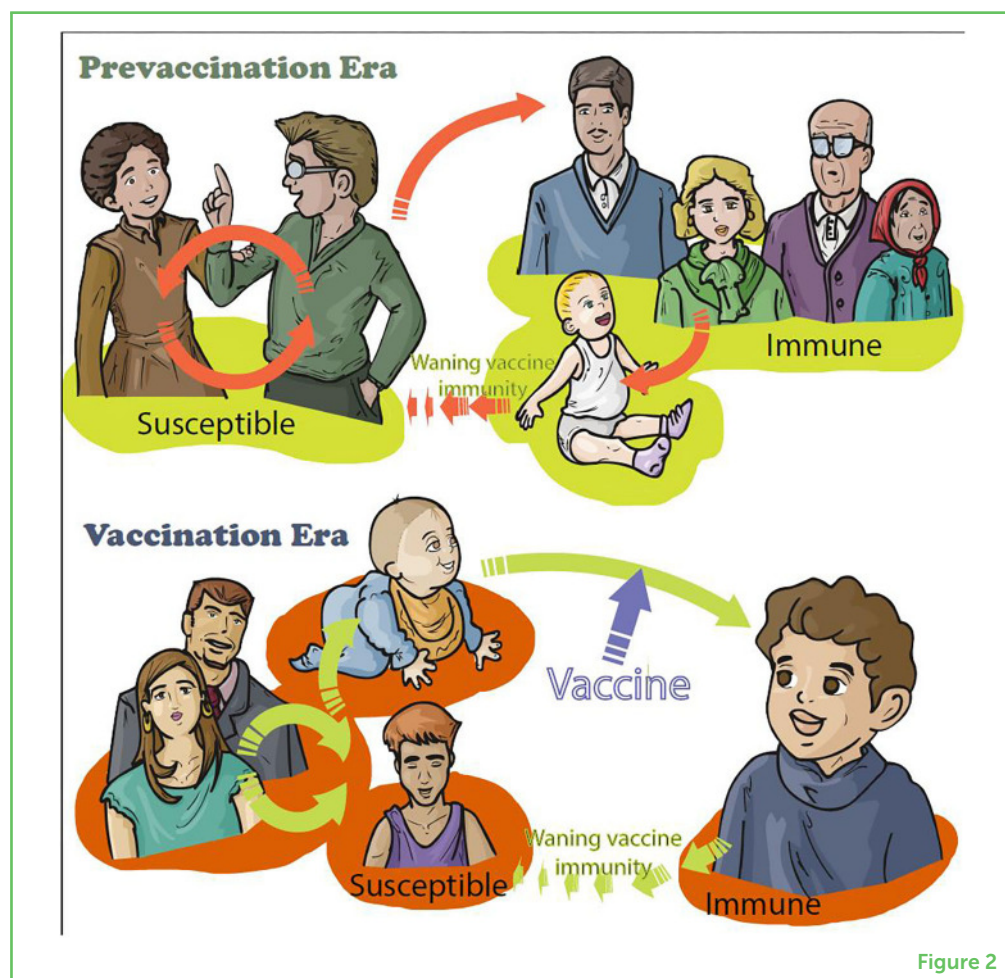 Prevaccination Era
Immune
Waning vaccine
immunity
Susceptible
Vaccination Era
Vaccine
Waning vaccine
immunity
Susceptible
Immune
Figure 2